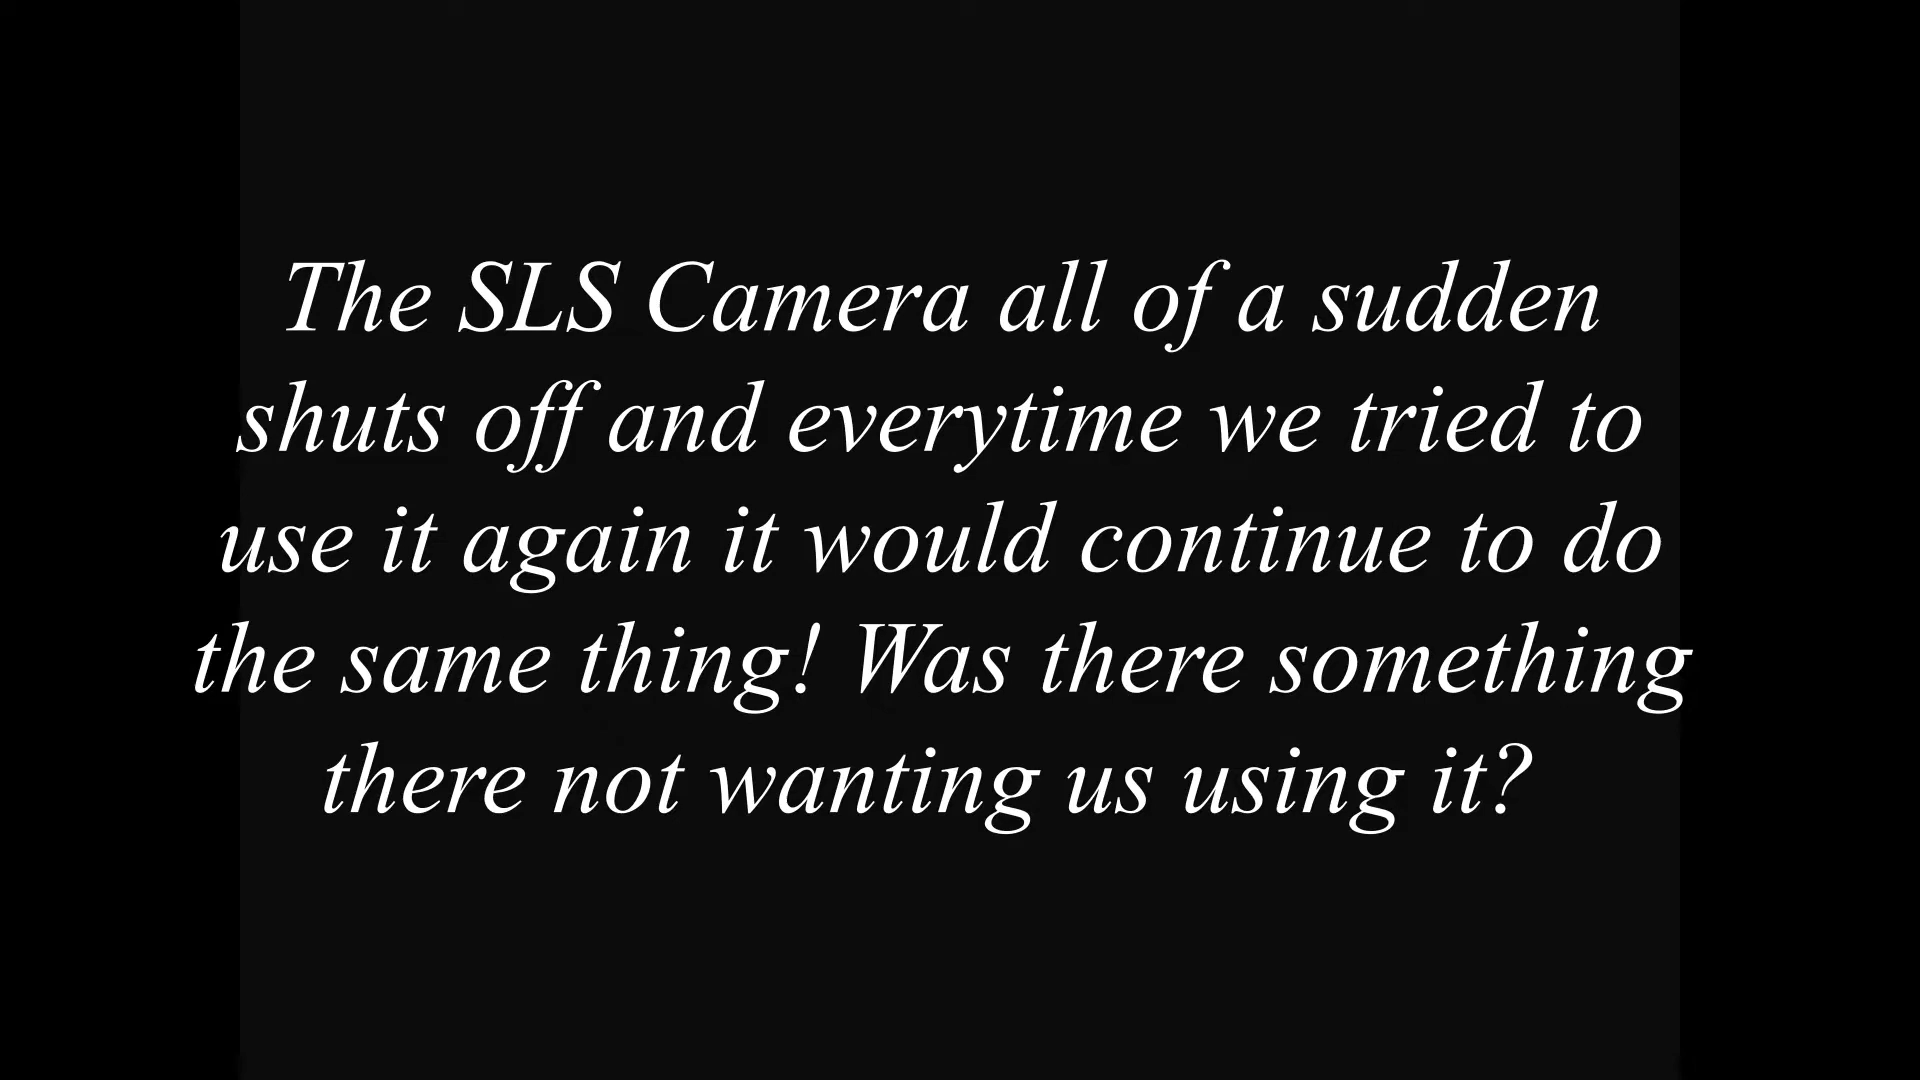 The SLS Camera all of a sudden
shuts off and everytime we tried to
use it again it would continue to do
the same thing! Was there something
there not wanting us using it?